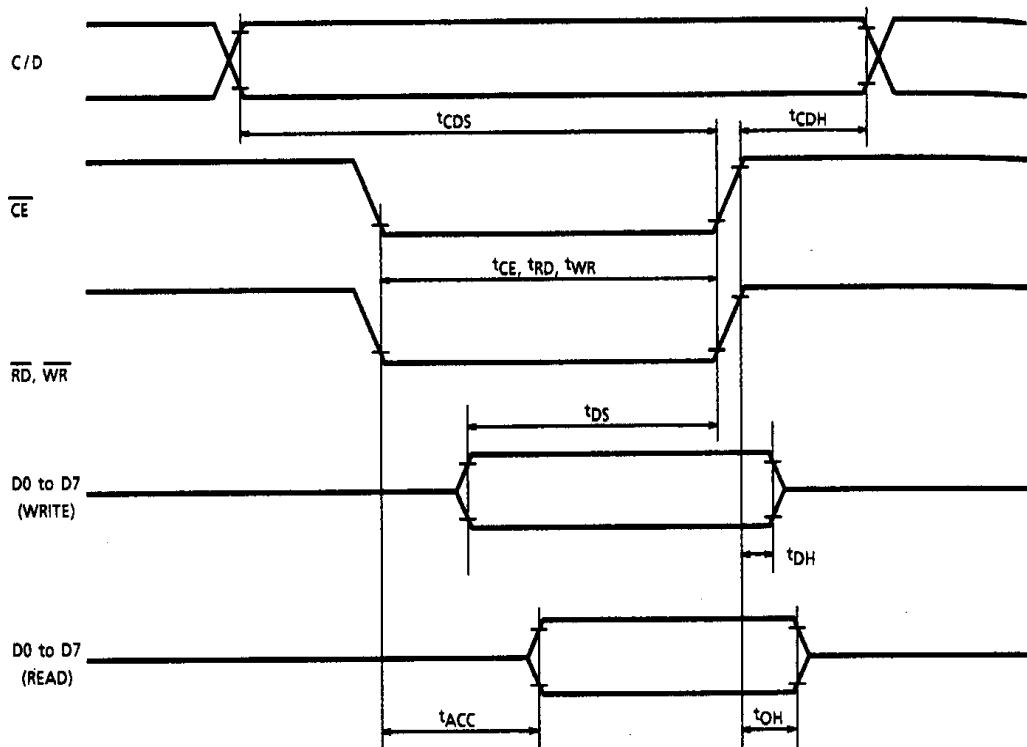 C/D
tCDS
tCDH
CE
tCE, tRD, tWR
RD, WR
tDS
D0 to D7
(WRITE)
tDH
D0 to D7
(READ)
tACC
tOH